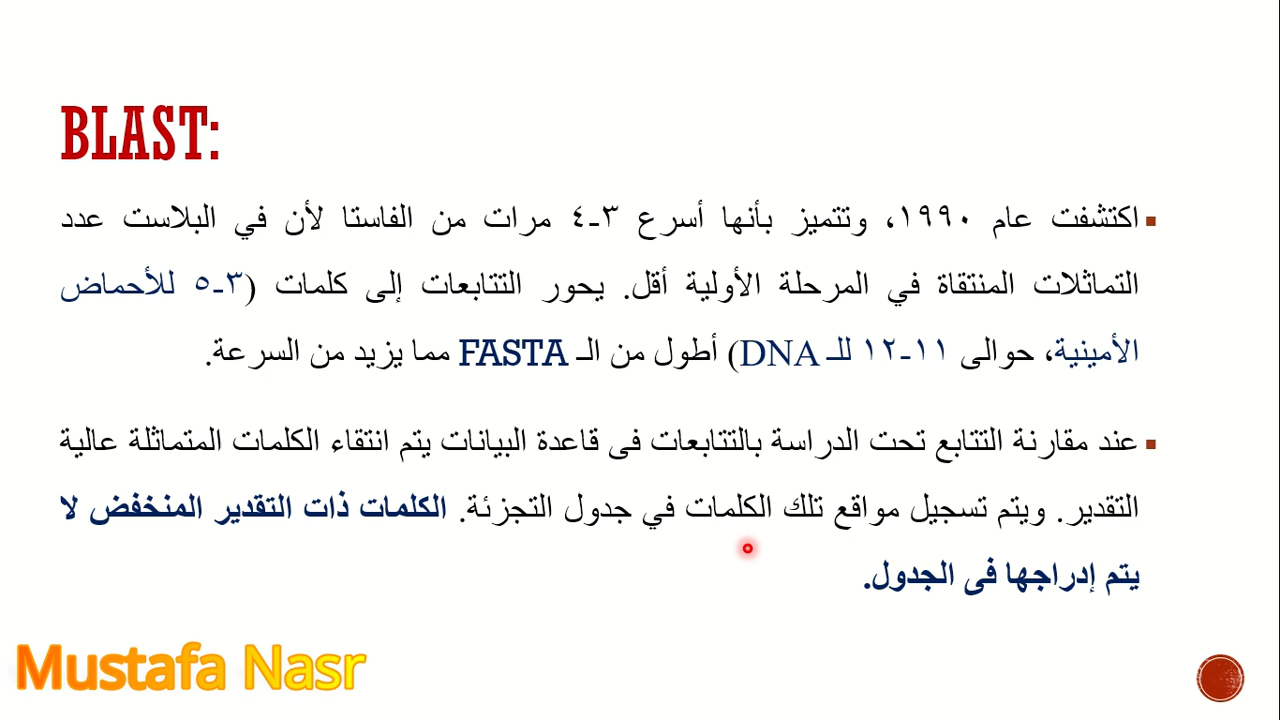 BLAST:
اكتشفت عام ١٩٩٠، وتتميز بأنها أسرع ٣-٤ مرات من الفاستا لأن في البلاست عدد
التماثلات المنتقاة في المرحلة الأولية أقل. يحور التتابعات إلى كلمات (٣-٥ للأحماض
الأمينية، حوالى ١١-١٢ للـ DNA) أطول من الـ FASTA مما يزيد من السرعة.
عند مقارنة التتابع تحت الدراسة بالتتابعات فى قاعدة البيانات يتم انتقاء الكلمات المتماثلة عالية
التقدير. ويتم تسجيل مواقع تلك الكلمات في جدول التجزئة. الكلمات ذات التقدير المنخفض لا
يتم إدراجها فى الجدول.
Mustafa Nasr